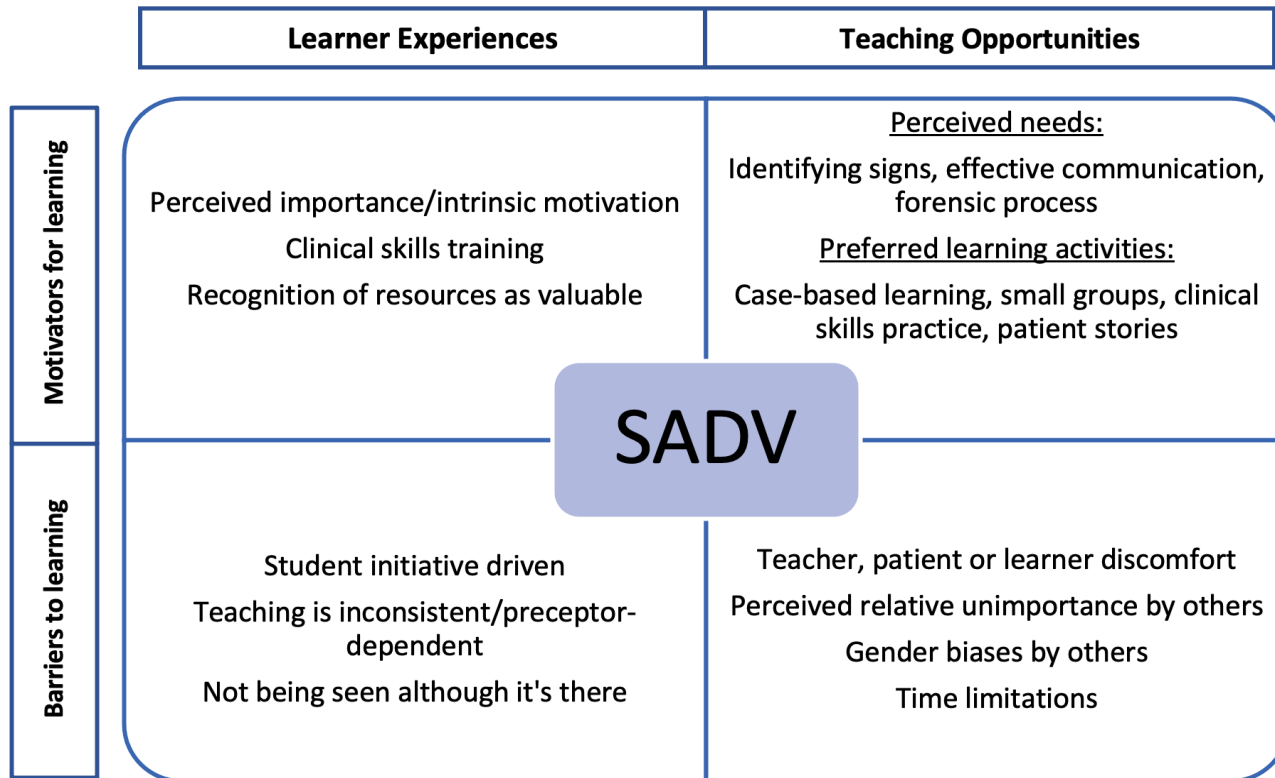 Learner Experiences
Teaching Opportunities
Motivators for learning
Perceived importance/intrinsic motivation
Clinical skills training
Recognition of resources as valuable
Perceived needs:
Identifying signs, effective communication,
forensic process
Preferred learning activities:
Case-based learning, small groups, clinical
skills practice, patient stories
SADV
Barriers to learning
Student initiative driven
Teaching is inconsistent/preceptor-
dependent
Not being seen although it's there
Teacher, patient or learner discomfort
Perceived relative unimportance by others
Gender biases by others
Time limitations